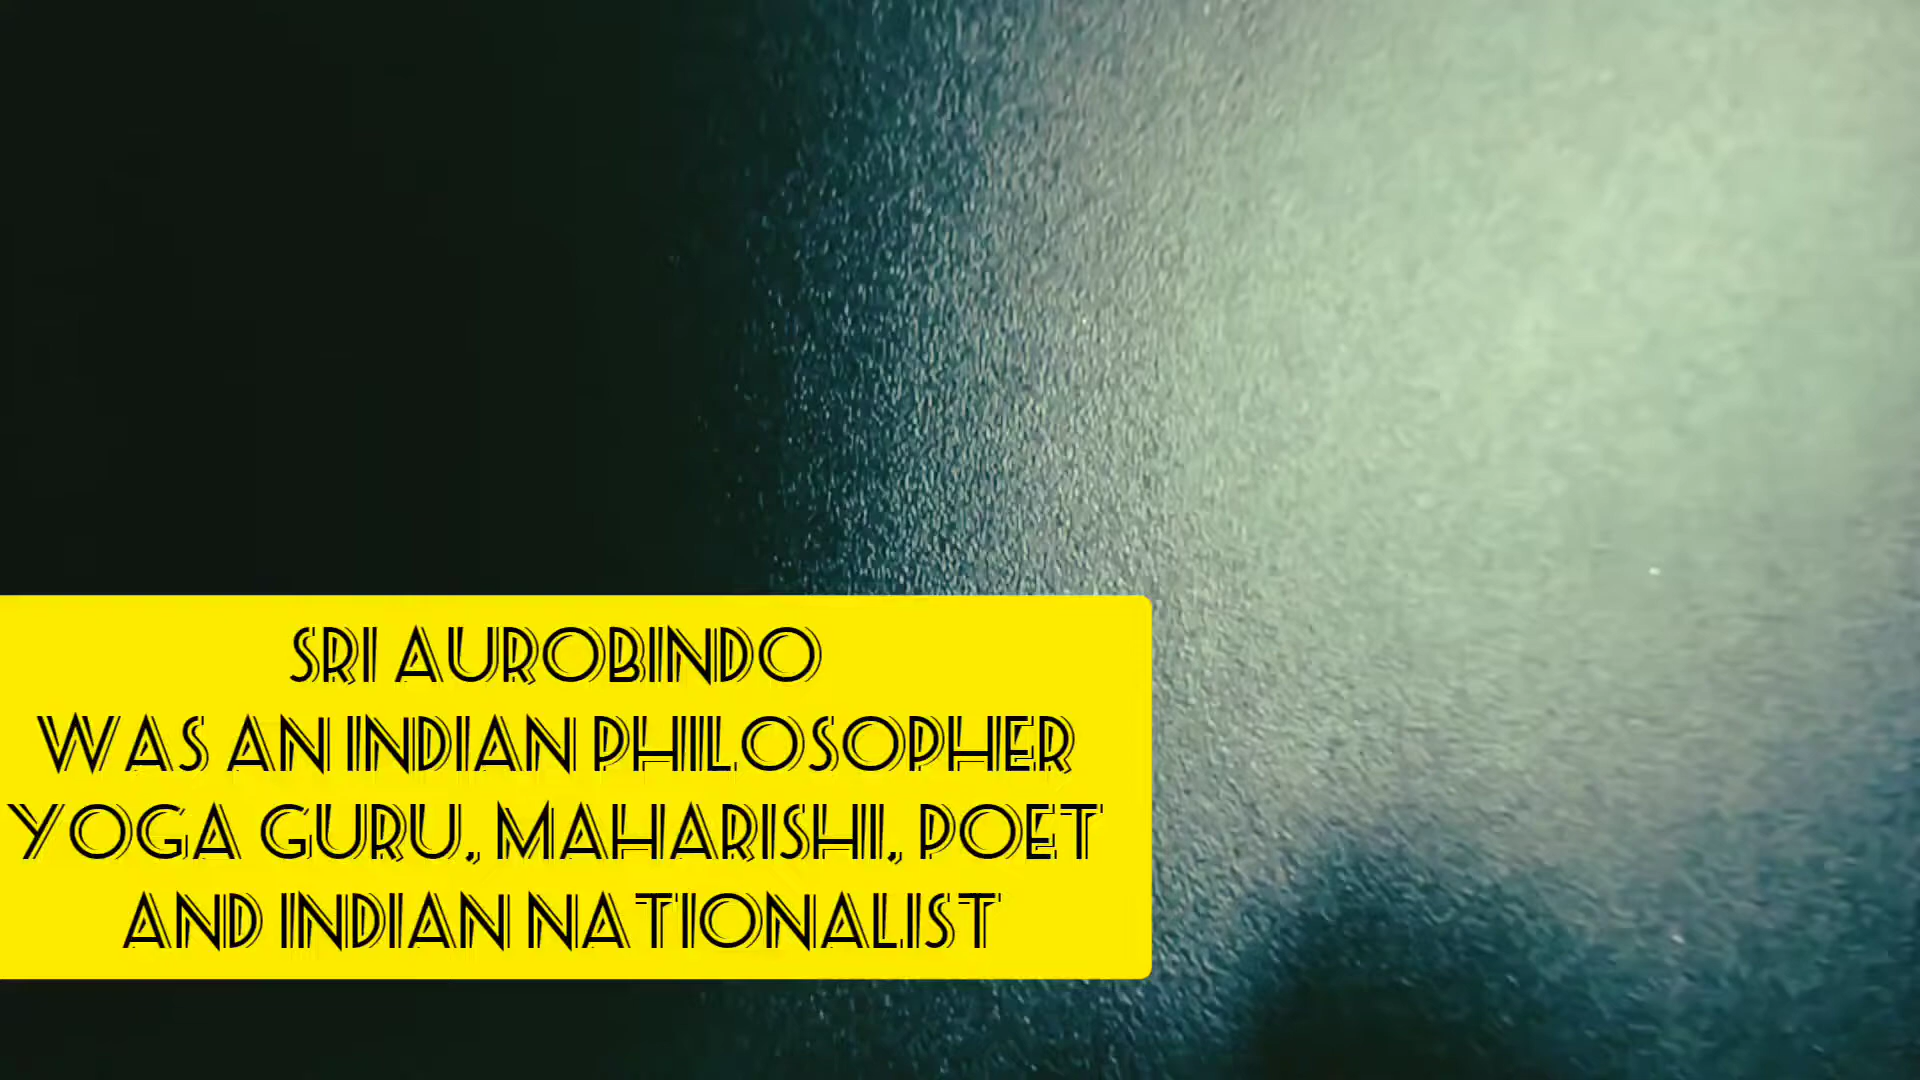 SRI AUROBINDO
WAS AN INDIAN PHILOSOPHER
YOGA GURU, MAHARISHI, POET
AND INDIAN NATIONALIST